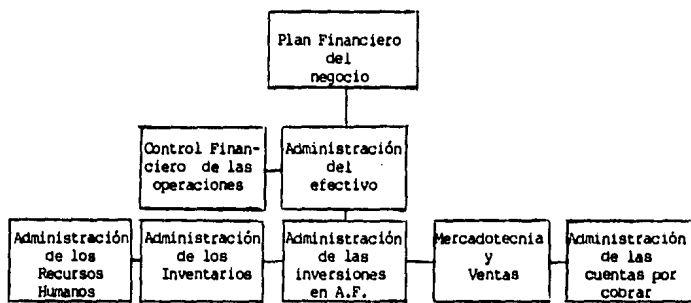 Plan Financiero
del
negocio
Control Finan-
ciero de las
operaciones
Administración
del
efectivo
Administración
de los
Recursos
Humanos
Administración
de los
Inventarios
Administración
de las
inversiones
en A.F.
Mercadotecnia
y
Ventas
Administración
de las
cuentas por
cobrar